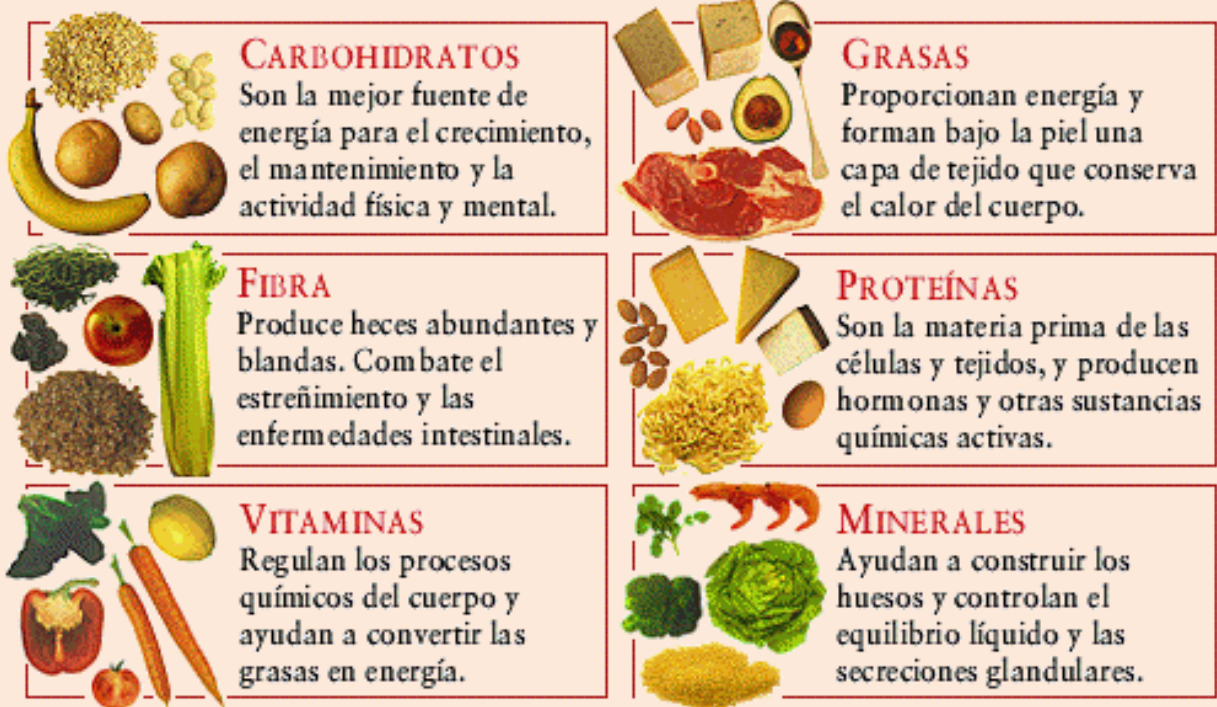 CARBOHIDRATOS
Son la mejor fuente de
energía para el crecimiento,
el mantenimiento y la
actividad física y mental.
GRASAS
Proporcionan energía y
forman bajo la piel una
capa de tejido que conserva
el calor del cuerpo.
FIBRA
Produce heces abundantes y
blandas. Combate el
estreñimiento y las
enfermedades intestinales.
PROTEÍNAS
Son la materia prima de las
células y tejidos, y producen
hormonas y otras sustancias
químicas activas.
VITAMINAS
Regulan los procesos
químicos del cuerpo y
ayudan a convertir las
grasas en energía.
MINERALES
Ayudan a construir los
huesos y controlan el
equilibrio líquido y las
secreciones glandulares.